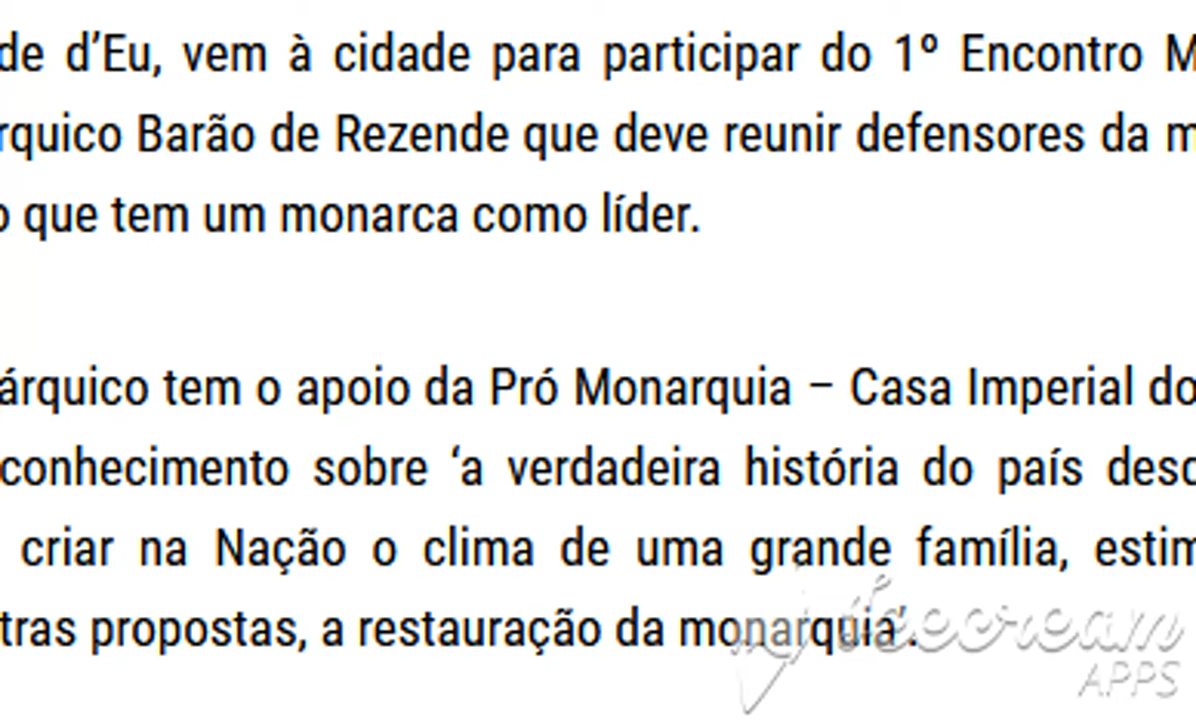 de d’Eu, vem à cidade para participar do 1º Encontro M
rquico Barão de Rezende que deve reunir defensores da m
o que tem um monarca como líder.
árquico tem o apoio da Pró Monarquia – Casa Imperial do
conhecimento sobre ‘a verdadeira história do país desc
criar na Nação o clima de uma grande família, estim
tras propostas, a restauração da monarquia’.
Icecream
APPS